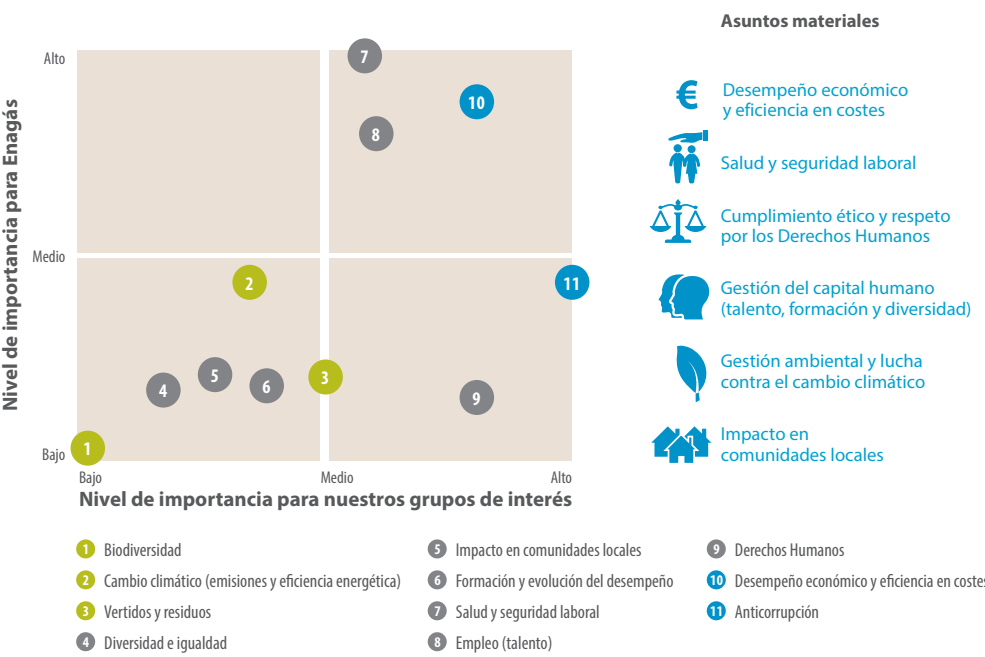 Asuntos materiales
Nivel de importancia para Enagás
Alto
Medio
Bajo
7
10
8
2
11
5
4
6
3
9
1
Bajo
Medio
Alto
Nivel de importancia para nuestros grupos de interés
€
Desempeño económico
y eficiencia en costes
Salud y seguridad laboral
Cumplimiento ético y respeto
por los Derechos Humanos
Gestión del capital humano
(talento, formación y diversidad)
Gestión ambiental y lucha
contra el cambio climático
Impacto en
comunidades locales
1 Biodiversidad
2 Cambio climático (emisiones y eficiencia energética)
3 Vertidos y residuos
4 Diversidad e igualdad
5 Impacto en comunidades locales
6 Formación y evolución del desempeño
7 Salud y seguridad laboral
8 Empleo (talento)
9 Derechos Humanos
10 Desempeño económico y eficiencia en costes
11 Anticorrupción